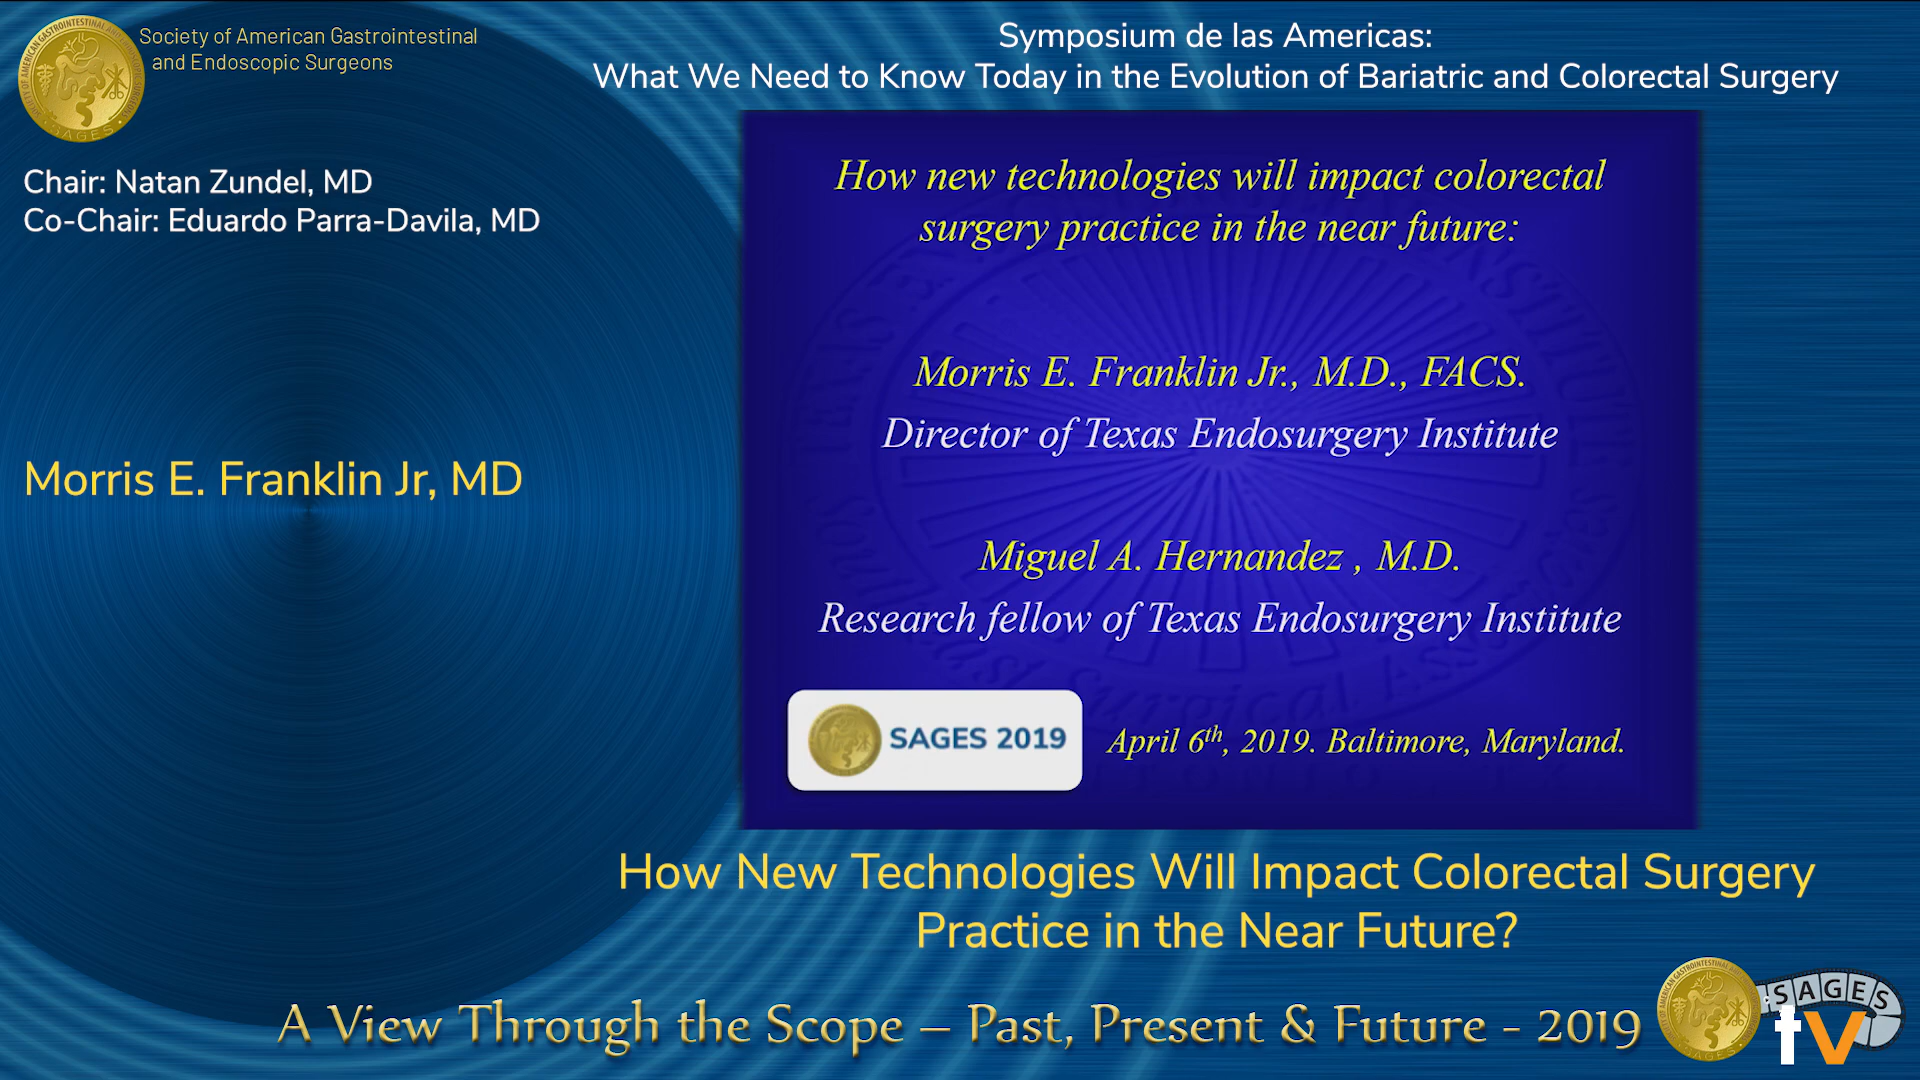 Society of American Gastrointestinal
and Endoscopic Surgeons
Symposium de las Americas:
What We Need to Know Today in the Evolution of Bariatric and Colorectal Surgery
Chair: Natan Zundel, MD
Co-Chair: Eduardo Parra-Davila, MD
Morris E. Franklin Jr, MD
How new technologies will impact colorectal
surgery practice in the near future:
Morris E. Franklin Jr., M.D., FACS.
Director of Texas Endosurgery Institute
Miguel A. Hernandez , M.D.
Research fellow of Texas Endosurgery Institute
SAGES 2019
April 6th, 2019. Baltimore, Maryland.
How New Technologies Will Impact Colorectal Surgery
Practice in the Near Future?
A View Through the Scope – Past, Present & Future - 2019
SAGES
tv